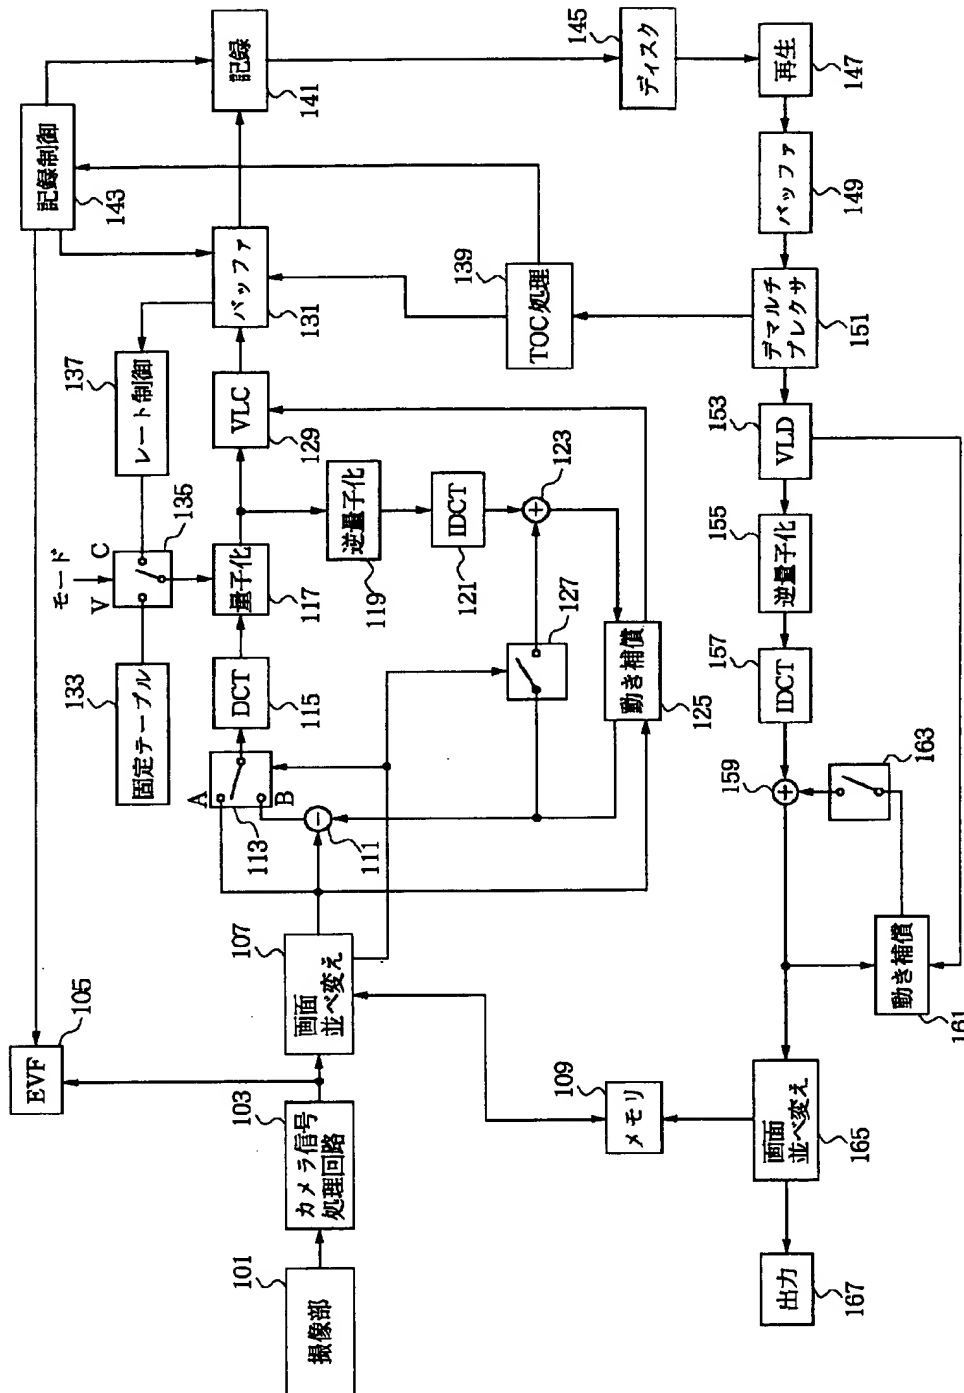 撮像部
101
カメラ信号
処理回路
103
EVF
105
画面
並べ変え
107
メモリ
109
111
A
B
113
DCT
115
量子化
117
逆量子化
119
IDCT
121
123
動き補償
125
127
VLC
129
バッファ
131
固定テーブル
133
モード
V
C
135
レート制御
137
TOC処理
139
記録
141
記録制御
143
ディスク
145
再生
147
バッファ
149
デマルチ
プレクサ
151
VLD
153
逆量子化
155
IDCT
157
159
動き補償
161
163
画面
並べ変え
165
出力
167